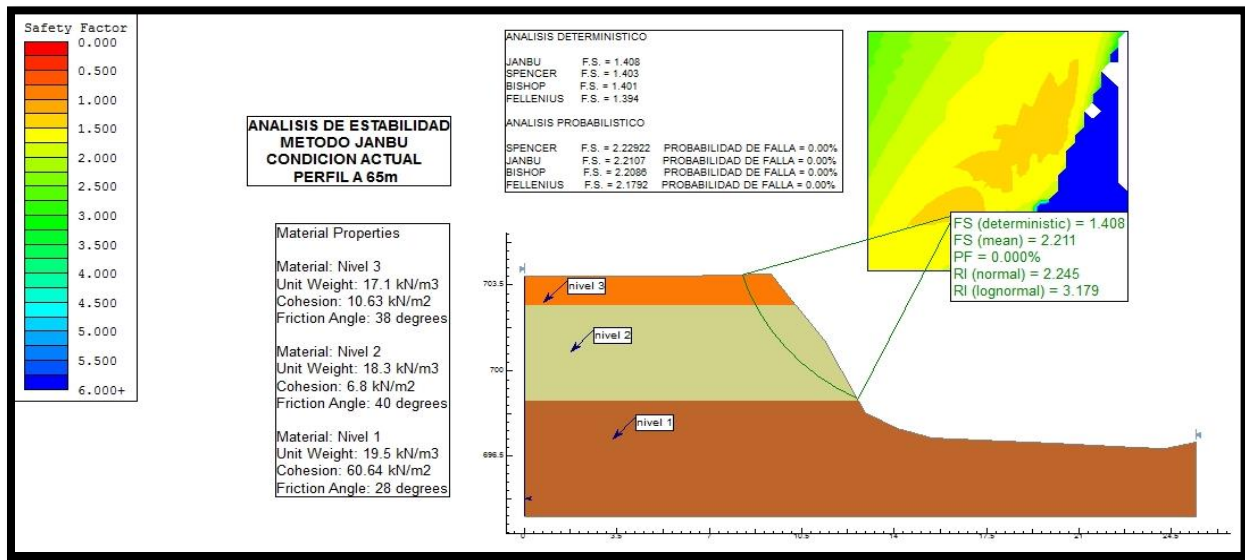 Safety Factor
0.000
0.500
1.000
1.500
2.000
2.500
3.000
3.500
4.000
4.500
5.000
5.500
6.000+
ANALISIS DE ESTABILIDAD
METODO JANBU
CONDICION ACTUAL
PERFIL A 65m
Material Properties
Material: Nivel 3
Unit Weight: 17.1 kN/m3
Cohesion: 10.63 kN/m2
Friction Angle: 38 degrees
Material: Nivel 2
Unit Weight: 18.3 kN/m3
Cohesion: 6.8 kN/m2
Friction Angle: 40 degrees
Material: Nivel 1
Unit Weight: 19.5 kN/m3
Cohesion: 60.64 kN/m2
Friction Angle: 28 degrees
ANALISIS DETERMINISTICO
JANBU F.S. = 1.408
SPENCER F.S. = 1.403
BISHOP F.S. = 1.401
FELLENIUS F.S. = 1.394
ANALISIS PROBABILISTICO
SPENCER F.S. = 2.22922 PROBABILIDAD DE FALLA = 0.00%
JANBU F.S. = 2.2107 PROBABILIDAD DE FALLA = 0.00%
BISHOP F.S. = 2.2086 PROBABILIDAD DE FALLA = 0.00%
FELLENIUS F.S. = 2.1792 PROBABILIDAD DE FALLA = 0.00%
FS (deterministic) = 1.408
FS (mean) = 2.211
PF = 0.000%
RI (normal) = 2.245
RI (lognormal) = 3.179
703.5
700
696.5
nivel 3
nivel 2
nivel 1
0 3.5 7 10.5 14 17.5 21 24.5